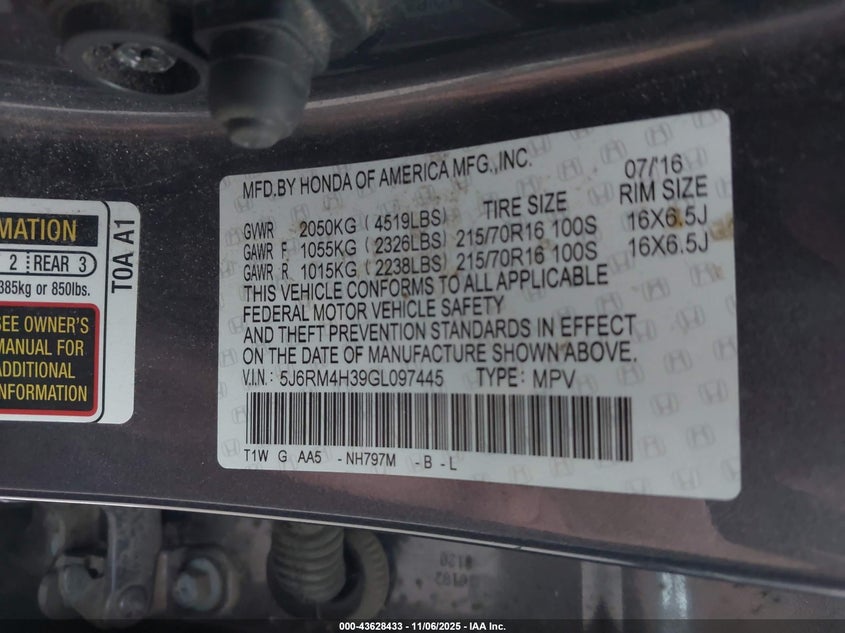 MATION
2 REAR 3
385kg or 850lbs.
SEE OWNER'S
MANUAL FOR
ADDITIONAL
INFORMATION
T0A A1
MFD.BY HONDA OF AMERICA MFG.,INC. 07/'16
GVWR 2050KG (4519LBS) TIRE SIZE RIM SIZE
GAWR F 1055KG (2326LBS) 215/70R16 100S 16X6.5J
GAWR R 1015KG (2238LBS) 215/70R16 100S 16X6.5J
THIS VEHICLE CONFORMS TO ALL APPLICABLE
FEDERAL MOTOR VEHICLE SAFETY
AND THEFT PREVENTION STANDARDS IN EFFECT
ON THE DATE OF MANUFACTURE SHOWN ABOVE.
V.I.N.: 5J6RM4H39GL097445 TYPE: MPV
T1W G AA5 -NH797M -B-L
8120
000-43628433 - 11/06/2025 - IAA Inc.